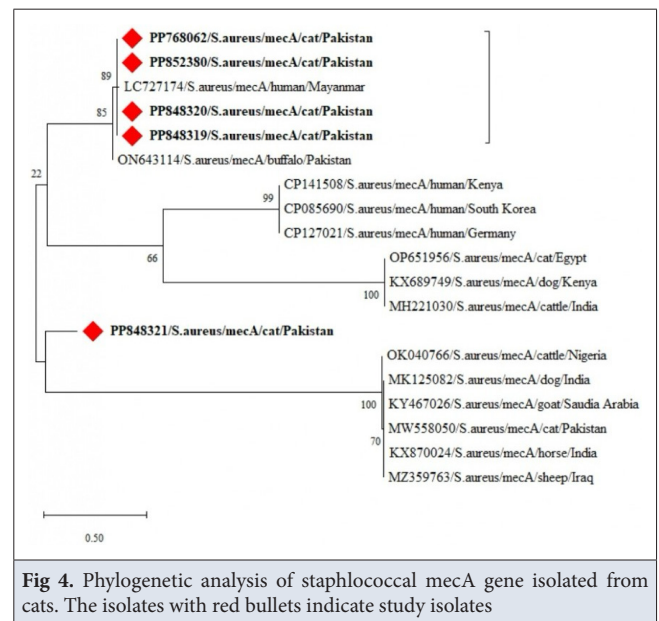 PP768062/S.aureus/mecA/cat/Pakistan
89
PP852380/S.aureus/mecA/cat/Pakistan
LC727174/S.aureus/mecA/human/Mayanmar
85
PP848320/S.aureus/mecA/cat/Pakistan
PP848319/S.aureus/mecA/cat/Pakistan
ON643114/S.aureus/mecA/buffalo/Pakistan
22
CP141508/S.aureus/mecA/human/Kenya
99
CP085690/S.aureus/mecA/human/South Korea
CP127021/S.aureus/mecA/human/Germany
66
OP651956/S.aureus/mecA/cat/Egypt
KX689749/S.aureus/mecA/dog/Kenya
100
MH221030/S.aureus/mecA/cattle/India
PP848321/S.aureus/mecA/cat/Pakistan
OK040766/S.aureus/mecA/cattle/Nigeria
MK125082/S.aureus/mecA/dog/India
100
KY467026/S.aureus/mecA/goat/Saudia Arabia
MW558050/S.aureus/mecA/cat/Pakistan
70
KX870024/S.aureus/mecA/horse/India
MZ359763/S.aureus/mecA/sheep/Iraq
0.50
Fig 4. Phylogenetic analysis of staphlococcal mecA gene isolated from
cats. The isolates with red bullets indicate study isolates